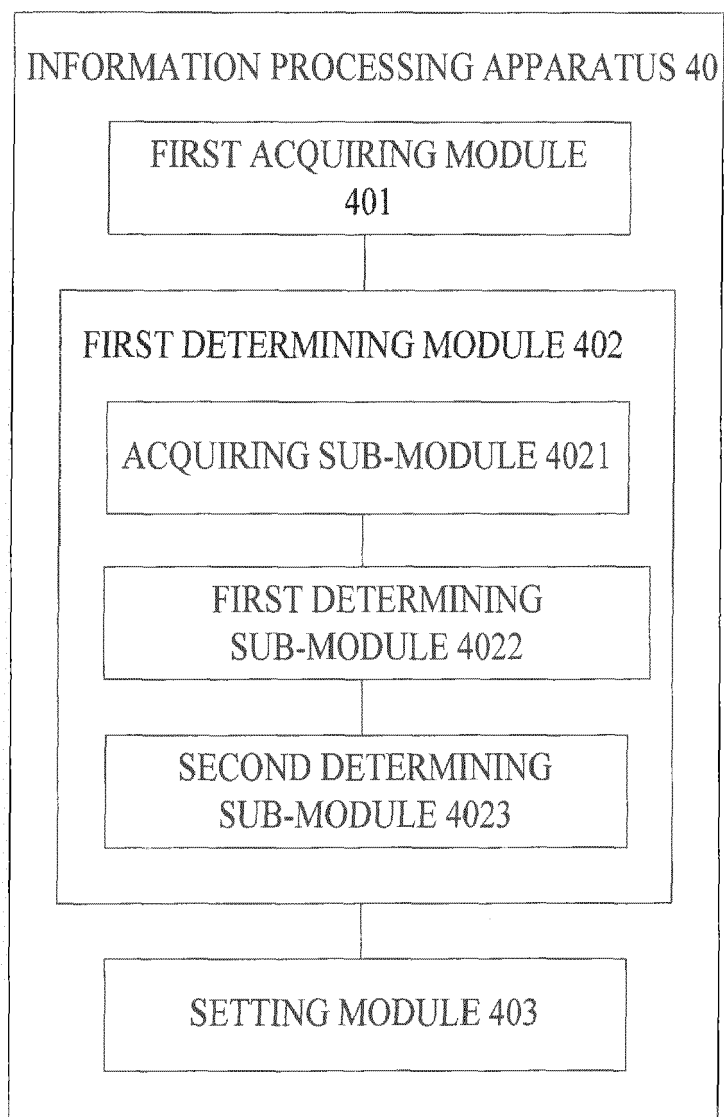 INFORMATION PROCESSING APPARATUS 40
FIRST ACQUIRING MODULE
401
FIRST DETERMINING MODULE 402
ACQUIRING SUB-MODULE 4021
FIRST DETERMINING
SUB-MODULE 4022
SECOND DETERMINING
SUB-MODULE 4023
SETTING MODULE 403